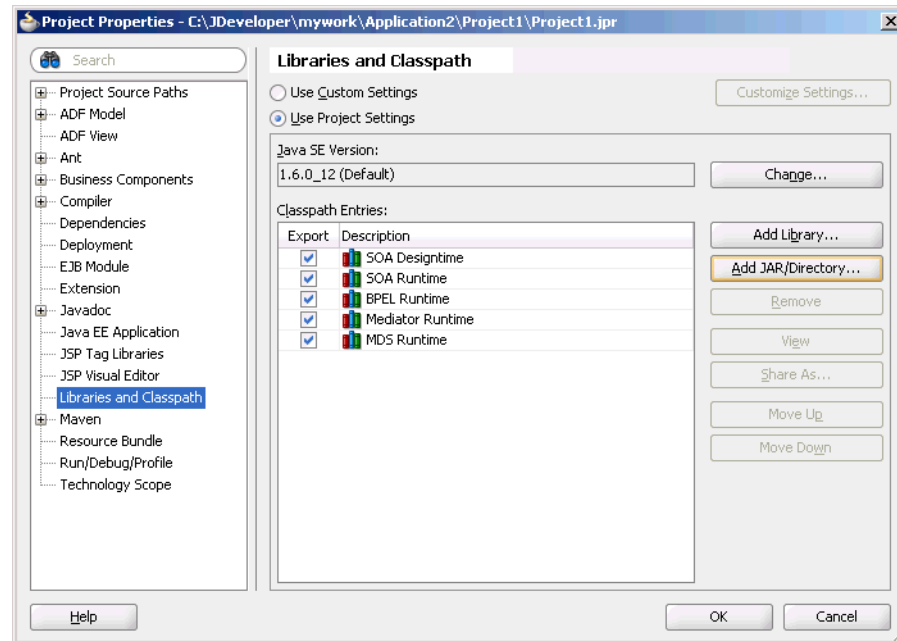 Project Properties - C:\JDeveloper\mywork\Application2\Project1\Project1.jpr
Search
Project Source Paths
ADF Model
ADF View
Ant
Business Components
Compiler
Dependencies
Deployment
EJB Module
Extension
Javadoc
Java EE Application
JSP Tag Libraries
JSP Visual Editor
Libraries and Classpath
Maven
Resource Bundle
Run/Debug/Profile
Technology Scope
Libraries and Classpath
Use Custom Settings
Customize Settings...
Use Project Settings
Java SE Version:
1.6.0_12 (Default)
Change...
Classpath Entries:
Export Description
SOA Designtime
SOA Runtime
BPEL Runtime
Mediator Runtime
MDS Runtime
Add Library...
Add JAR/Directory...
Remove
View
Share As...
Move Up
Move Down
Help
OK
Cancel